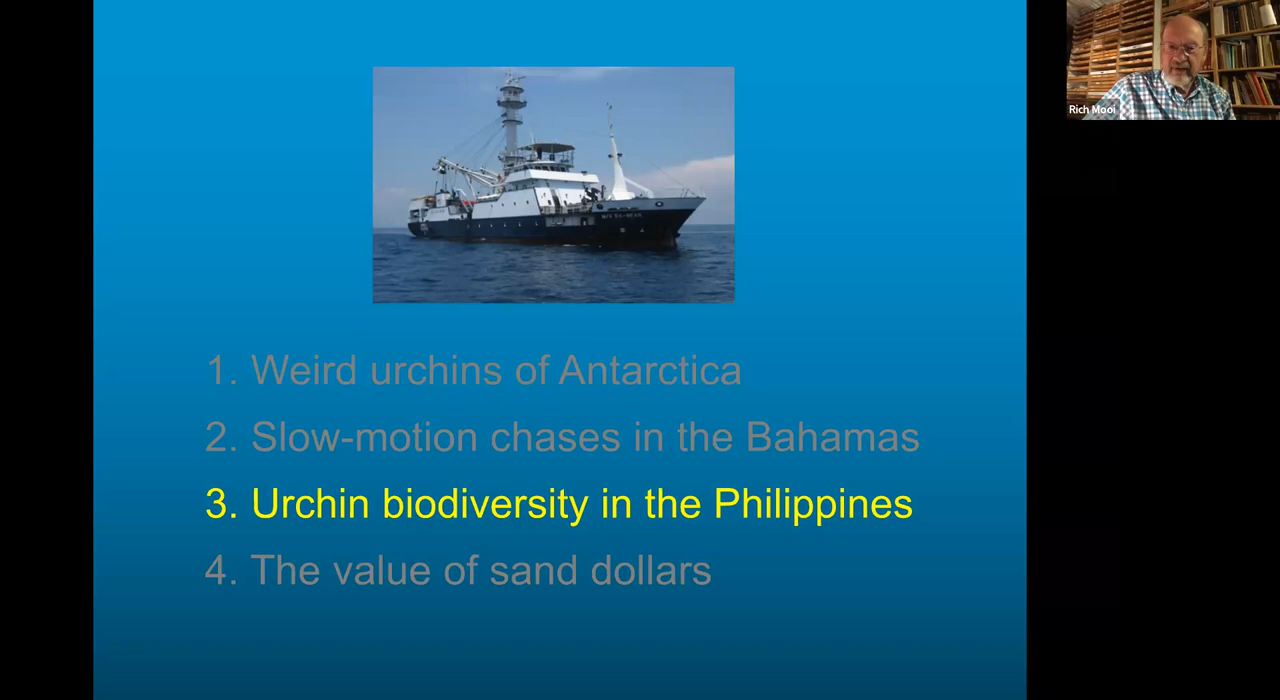 Rich Mooi
1. Weird urchins of Antarctica
2. Slow-motion chases in the Bahamas
3. Urchin biodiversity in the Philippines
4. The value of sand dollars